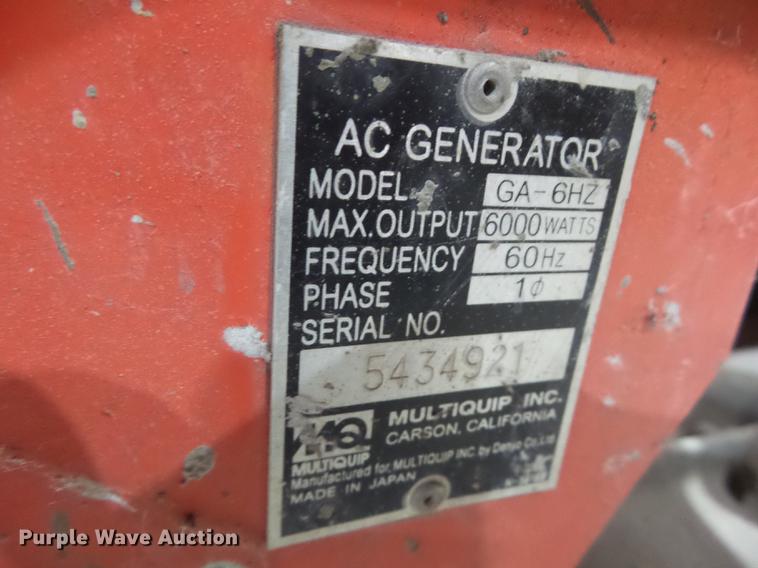 AC GENERATOR
MODEL GA-6HZ
MAX.OUTPUT 6000 WATTS
FREQUENCY 60Hz
PHASE 1ϕ
SERIAL NO.
5434921
MQ MULTIQUIP INC.
CARSON, CALIFORNIA
MULTIQUIP
Manufactured for MULTIQUIP INC. by Denyo Co.,Ltd
MADE IN JAPAN
Purple Wave Auction